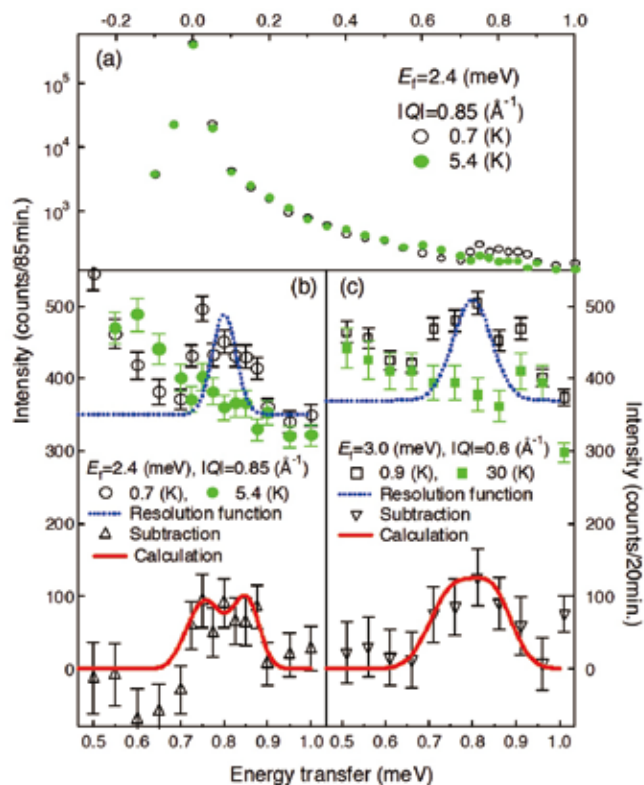 -0.2 0.0 0.2 0.4 0.6 0.8 1.0
(a)
E_f=2.4 (meV)
|Q|=0.85 (Å⁻¹)
0.7 (K)
5.4 (K)
10⁵
10⁴
10³
Intensity (counts/85min.)
(b)
(c)
500
400
300
200
100
0
E_f=2.4 (meV), |Q|=0.85 (Å⁻¹)
0.7 (K), 5.4 (K)
Resolution function
Subtraction
Calculation
E_f=3.0 (meV), |Q|=0.6 (Å⁻¹)
0.9 (K), 30 (K)
Resolution function
Subtraction
Calculation
500
400
300
200
100
0
Intensity (counts/20min.)
0.5 0.6 0.7 0.8 0.9 1.0
0.5 0.6 0.7 0.8 0.9 1.0
Energy transfer (meV)